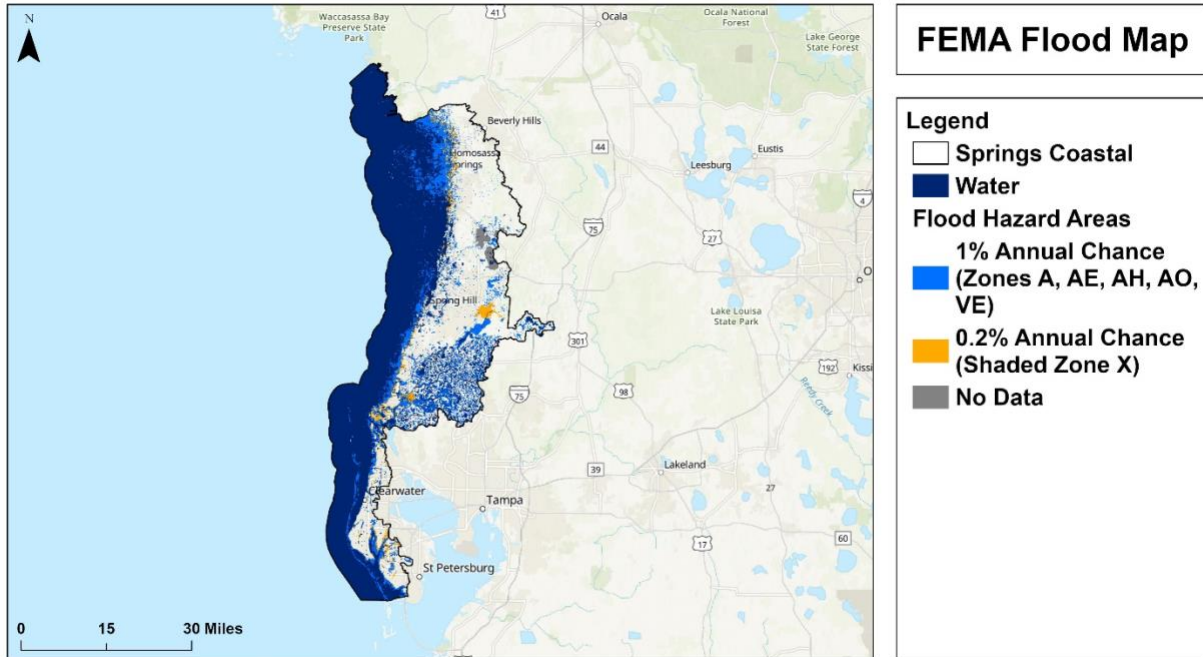 N
Waccasassa Bay
Preserve State
Park
41
Ocala
Ocala National
Forest
Lake George
State Forest
Beverly Hills
44
Homosassa
Springs
Leesburg
Eustis
4
75
27
Spring Hill
Lake Louisa
State Park
301
192
Kissi
75
98
Reedy Creek
39
Lakeland
27
Clearwater
Tampa
17
60
St Petersburg
0 15 30 Miles
FEMA Flood Map
Legend
Springs Coastal
Water
Flood Hazard Areas
1% Annual Chance
(Zones A, AE, AH, AO,
VE)
0.2% Annual Chance
(Shaded Zone X)
No Data